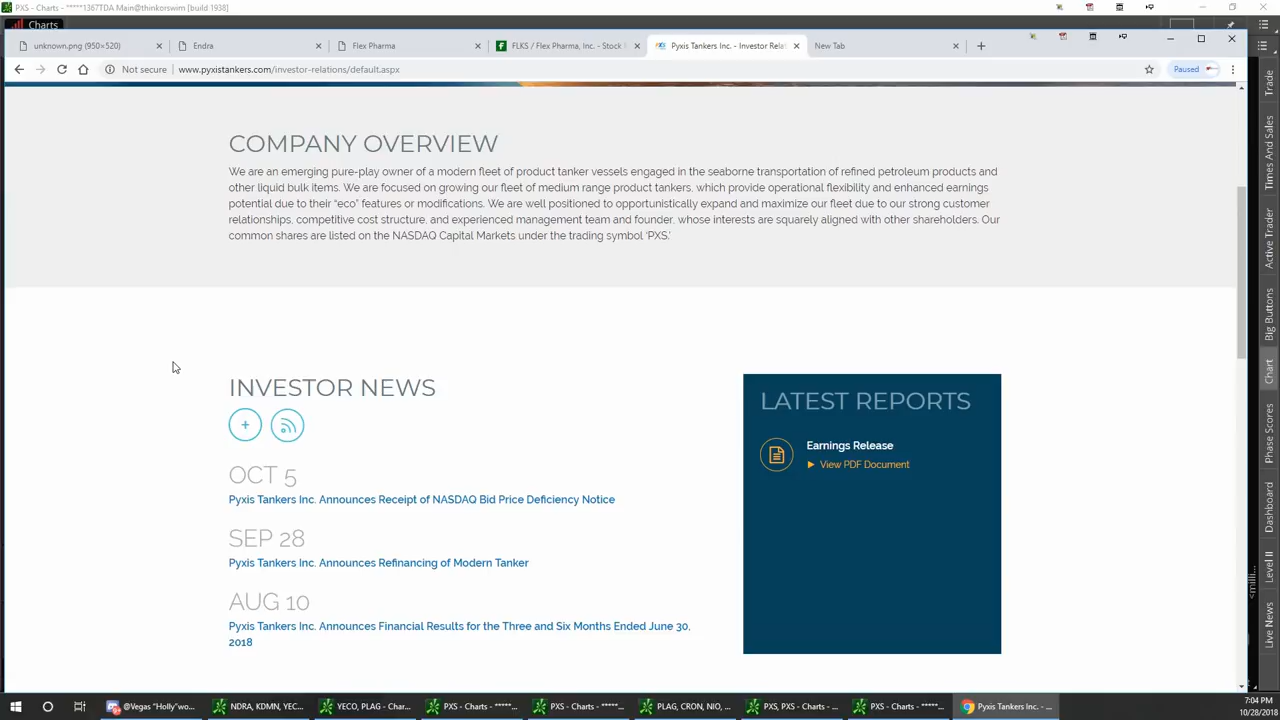 PXS - Charts - *****1367TDA Main@thinkorswim [build 1938]
Charts
unknown.png (950×520)
Endra
Flex Pharma
FLKS / Flex Pharma, Inc. - Stock
Pyxis Tankers Inc. - Investor Rela
New Tab
Not secure
www.pyxistankers.com/investor-relations/default.aspx
Paused
COMPANY OVERVIEW
We are an emerging pure-play owner of a modern fleet of product tanker vessels engaged in the seaborne transportation of refined petroleum products and
other liquid bulk items. We are focused on growing our fleet of medium range product tankers, which provide operational flexibility and enhanced earnings
potential due to their “eco” features or modifications. We are well positioned to opportunistically expand and maximize our fleet due to our strong customer
relationships, competitive cost structure, and experienced management team and founder, whose interests are squarely aligned with other shareholders. Our
common shares are listed on the NASDAQ Capital Markets under the trading symbol ‘PXS.’
INVESTOR NEWS
OCT 5
Pyxis Tankers Inc. Announces Receipt of NASDAQ Bid Price Deficiency Notice
SEP 28
Pyxis Tankers Inc. Announces Refinancing of Modern Tanker
AUG 10
Pyxis Tankers Inc. Announces Financial Results for the Three and Six Months Ended June 30,
2018
LATEST REPORTS
Earnings Release
View PDF Document
Trade
Times And Sales
Active Trader
Big Buttons
Chart
Phase Scores
Dashboard
Level II
Live News
<milli...
@Vegas "Holly"wo...
NDRA, KDMN, YEC...
YECO, PLAG - Char...
PXS - Charts - ****...
PXS - Charts - ****...
PLAG, CRON, NIO, ...
PXS, PXS - Charts - ...
PXS - Charts - ****...
Pyxis Tankers Inc. - ...
7:04 PM
10/28/2018